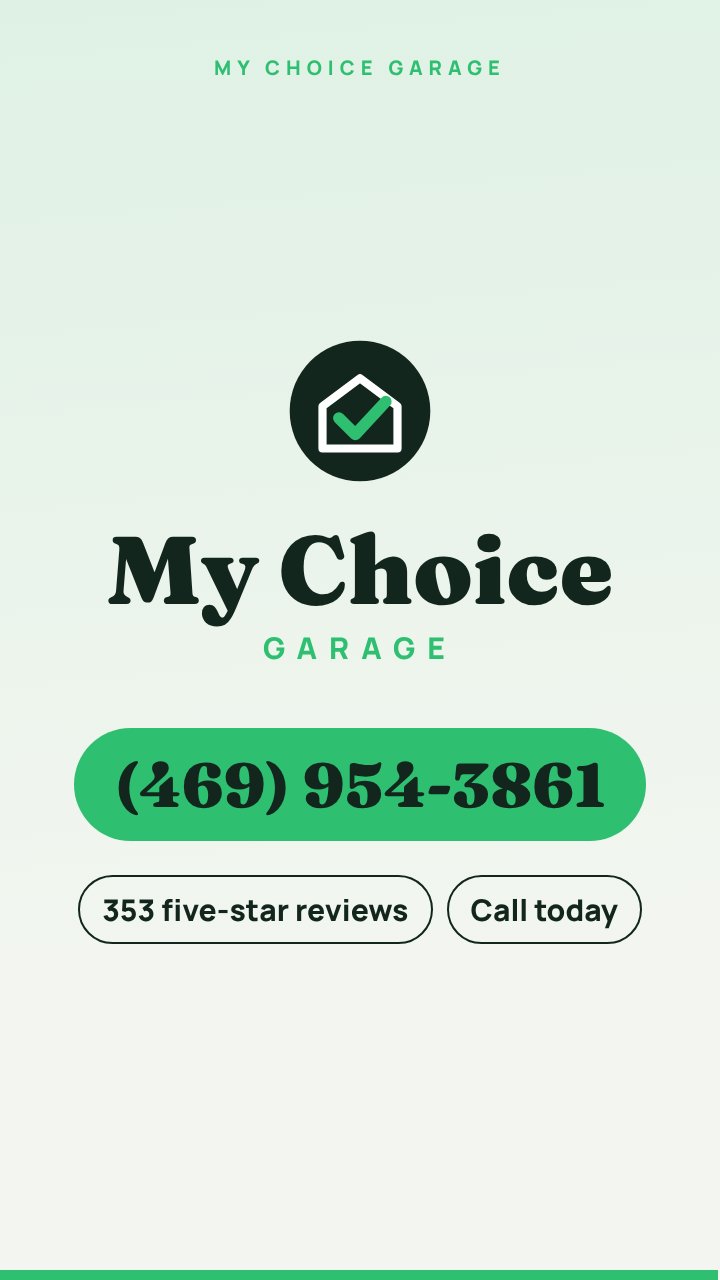 MY CHOICE GARAGE
My Choice
GARAGE
(469) 954-3861
353 five-star reviews
Call today